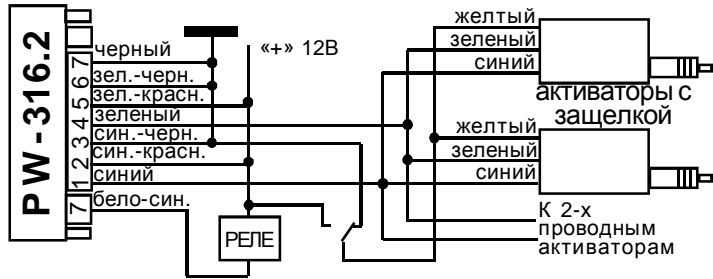 PW-316.2
7 черный
6 зел.-черн.
5 зел.-красн.
4 зеленый
3 син.-черн.
2 син.-красн.
1 синий
7 бело-син.
«+» 12В
РЕЛЕ
желтый
зеленый
синий
активаторы с
защелкой
желтый
зеленый
синий
К 2-х
проводным
активаторам